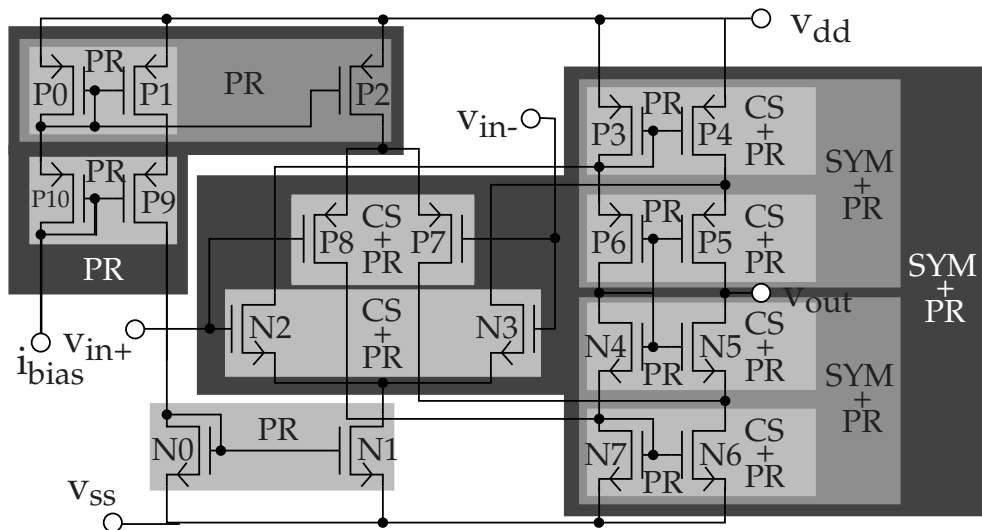 vdd
PR
P0
P1
PR
P2
vin-
PR
P3
P4
CS
+
PR
SYM
+
PR
PR
P10
P9
PR
P8
CS
+
PR
P7
PR
P6
P5
CS
+
PR
SYM
+
PR
vout
vin+
ibias
N2
CS
+
PR
N3
N4
N5
PR
CS
+
PR
SYM
+
PR
N0
PR
N1
N7
N6
PR
CS
+
PR
vss